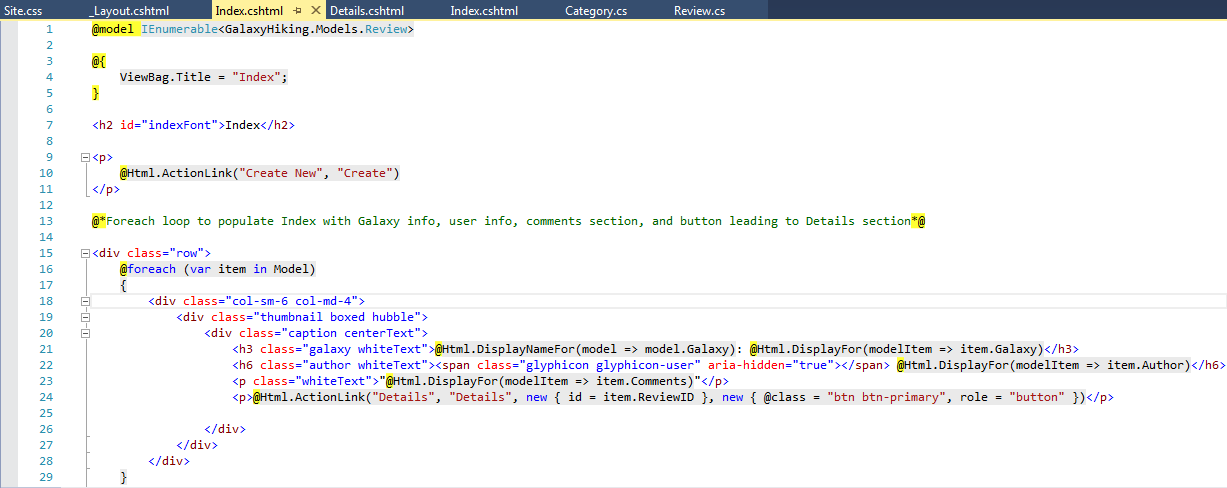 Site.css _Layout.cshtml Index.cshtml Details.cshtml Index.cshtml Category.cs Review.cs
1 @model IEnumerable<GalaxyHiking.Models.Review>
2
3 @{
4 ViewBag.Title = "Index";
5 }
6
7 <h2 id="indexFont">Index</h2>
8
9 <p>
10 @Html.ActionLink("Create New", "Create")
11 </p>
12
13 @*Foreach loop to populate Index with Galaxy info, user info, comments section, and button leading to Details section*@
14
15 <div class="row">
16 @foreach (var item in Model)
17 {
18 <div class="col-sm-6 col-md-4">
19 <div class="thumbnail boxed hubble">
20 <div class="caption centerText">
21 <h3 class="galaxy whiteText">@Html.DisplayNameFor(model => model.Galaxy): @Html.DisplayFor(modelItem => item.Galaxy)</h3>
22 <h6 class="author whiteText"><span class="glyphicon glyphicon-user" aria-hidden="true"></span> @Html.DisplayFor(modelItem => item.Author)</h6>
23 <p class="whiteText">"@Html.DisplayFor(modelItem => item.Comments)"</p>
24 <p>@Html.ActionLink("Details", "Details", new { id = item.ReviewID }, new { @class = "btn btn-primary", role = "button" })</p>
25
26 </div>
27 </div>
28 </div>
29 }